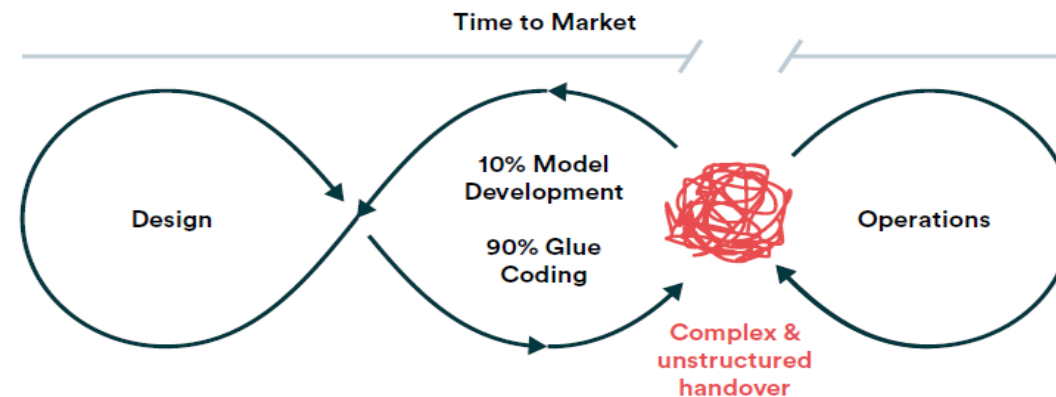 Time to Market
10% Model
Development
Design
Operations
90% Glue
Coding
Complex &
unstructured
handover